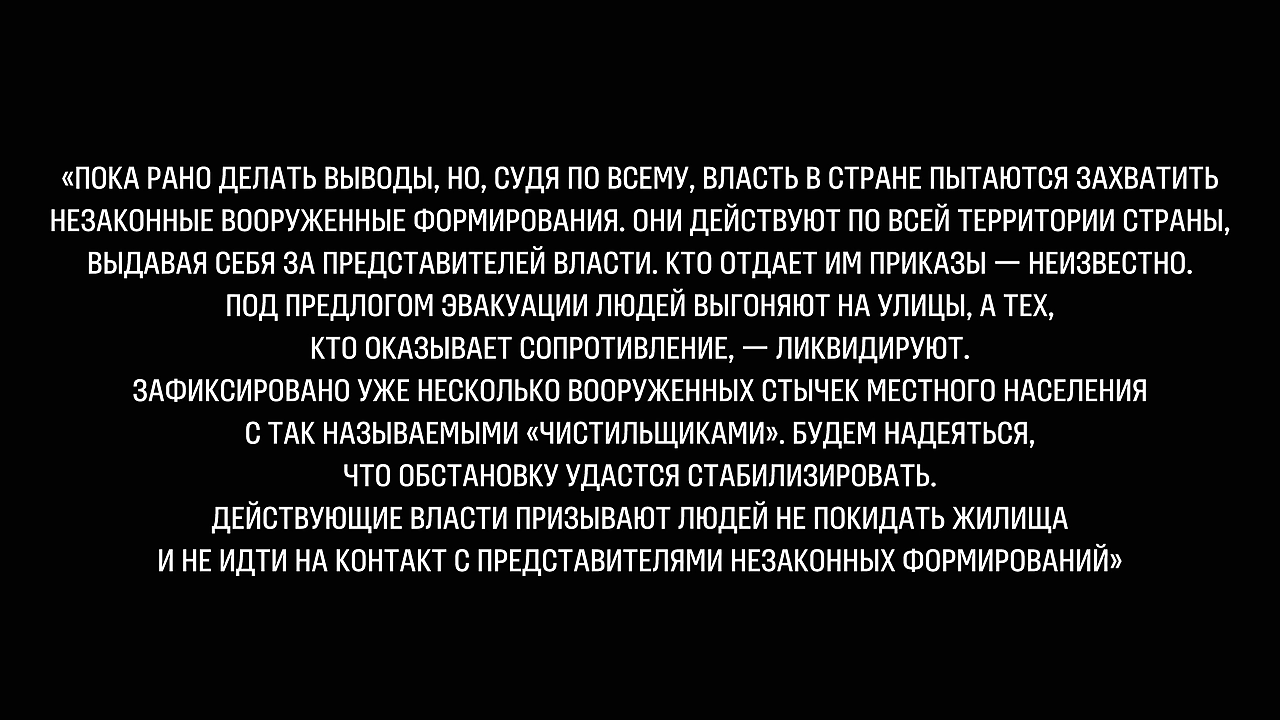 «ПОКА РАНО ДЕЛАТЬ ВЫВОДЫ, НО, СУДЯ ПО ВСЕМУ, ВЛАСТЬ В СТРАНЕ ПЫТАЮТСЯ ЗАХВАТИТЬ
НЕЗАКОННЫЕ ВООРУЖЕННЫЕ ФОРМИРОВАНИЯ. ОНИ ДЕЙСТВУЮТ ПО ВСЕЙ ТЕРРИТОРИИ СТРАНЫ,
ВЫДАВАЯ СЕБЯ ЗА ПРЕДСТАВИТЕЛЕЙ ВЛАСТИ. КТО ОТДАЕТ ИМ ПРИКАЗЫ — НЕИЗВЕСТНО.
ПОД ПРЕДЛОГОМ ЭВАКУАЦИИ ЛЮДЕЙ ВЫГОНЯЮТ НА УЛИЦЫ, А ТЕХ,
КТО ОКАЗЫВАЕТ СОПРОТИВЛЕНИЕ, — ЛИКВИДИРУЮТ.
ЗАФИКСИРОВАНО УЖЕ НЕСКОЛЬКО ВООРУЖЕННЫХ СТЫЧЕК МЕСТНОГО НАСЕЛЕНИЯ
С ТАК НАЗЫВАЕМЫМИ «ЧИСТИЛЬЩИКАМИ». БУДЕМ НАДЕЯТЬСЯ,
ЧТО ОБСТАНОВКУ УДАСТСЯ СТАБИЛИЗИРОВАТЬ.
ДЕЙСТВУЮЩИЕ ВЛАСТИ ПРИЗЫВАЮТ ЛЮДЕЙ НЕ ПОКИДАТЬ ЖИЛИЩА
И НЕ ИДТИ НА КОНТАКТ С ПРЕДСТАВИТЕЛЯМИ НЕЗАКОННЫХ ФОРМИРОВАНИЙ»